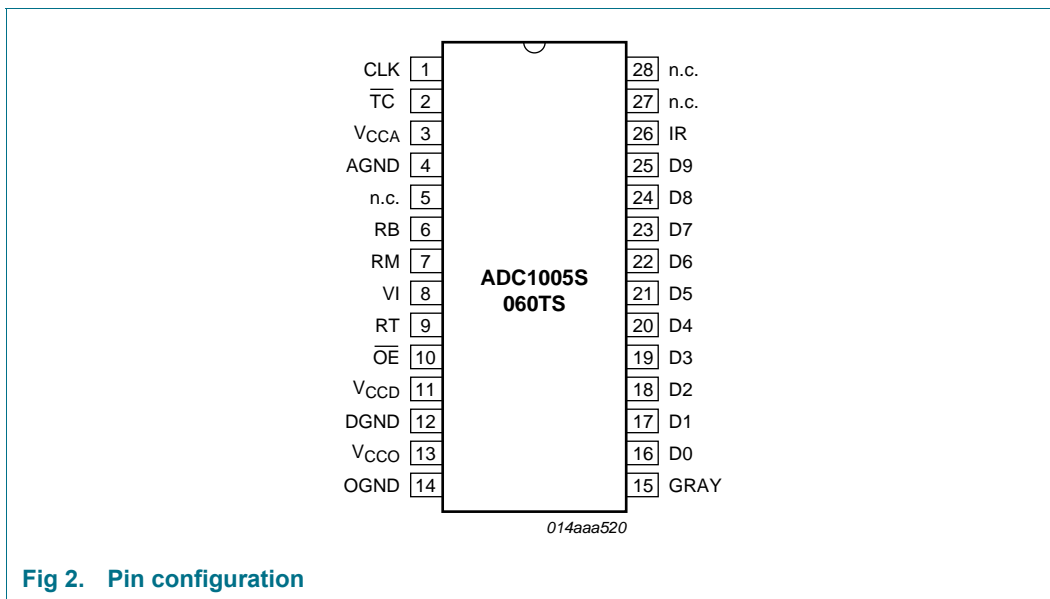 CLK 1 28 n.c.
T̅C̅ 2 27 n.c.
VCCA 3 26 IR
AGND 4 25 D9
n.c. 5 24 D8
RB 6 23 D7
RM 7 22 D6
ADC1005S
060TS
VI 8 21 D5
RT 9 20 D4
O̅E̅ 10 19 D3
VCCD 11 18 D2
DGND 12 17 D1
VCCO 13 16 D0
OGND 14 15 GRAY
014aaa520
Fig 2. Pin configuration